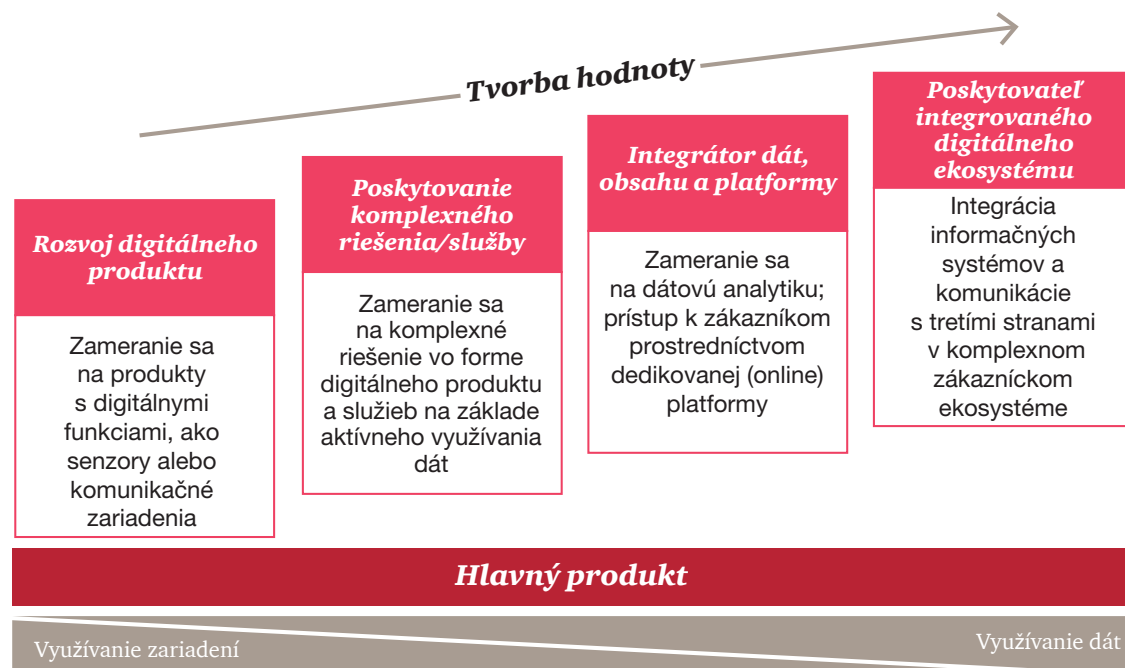 Tvorba hodnoty
Rozvoj digitálneho
produktu
Zameranie sa
na produkty
s digitálnymi
funkciami, ako
senzory alebo
komunikačné
zariadenia
Poskytovanie
komplexného
riešenia/služby
Zameranie sa
na komplexné
riešenie vo forme
digitálneho produktu
a služieb na základe
aktívneho využívania
dát
Integrátor dát,
obsahu a platformy
Zameranie sa
na dátovú analytiku;
prístup k zákazníkom
prostredníctvom
dedikovanej (online)
platformy
Poskytovateľ
integrovaného
digitálneho
ekosystému
Integrácia
informačných
systémov a
komunikácie
s tretími stranami
v komplexnom
zákazníckom
ekosystéme
Hlavný produkt
Využívanie zariadení
Využívanie dát